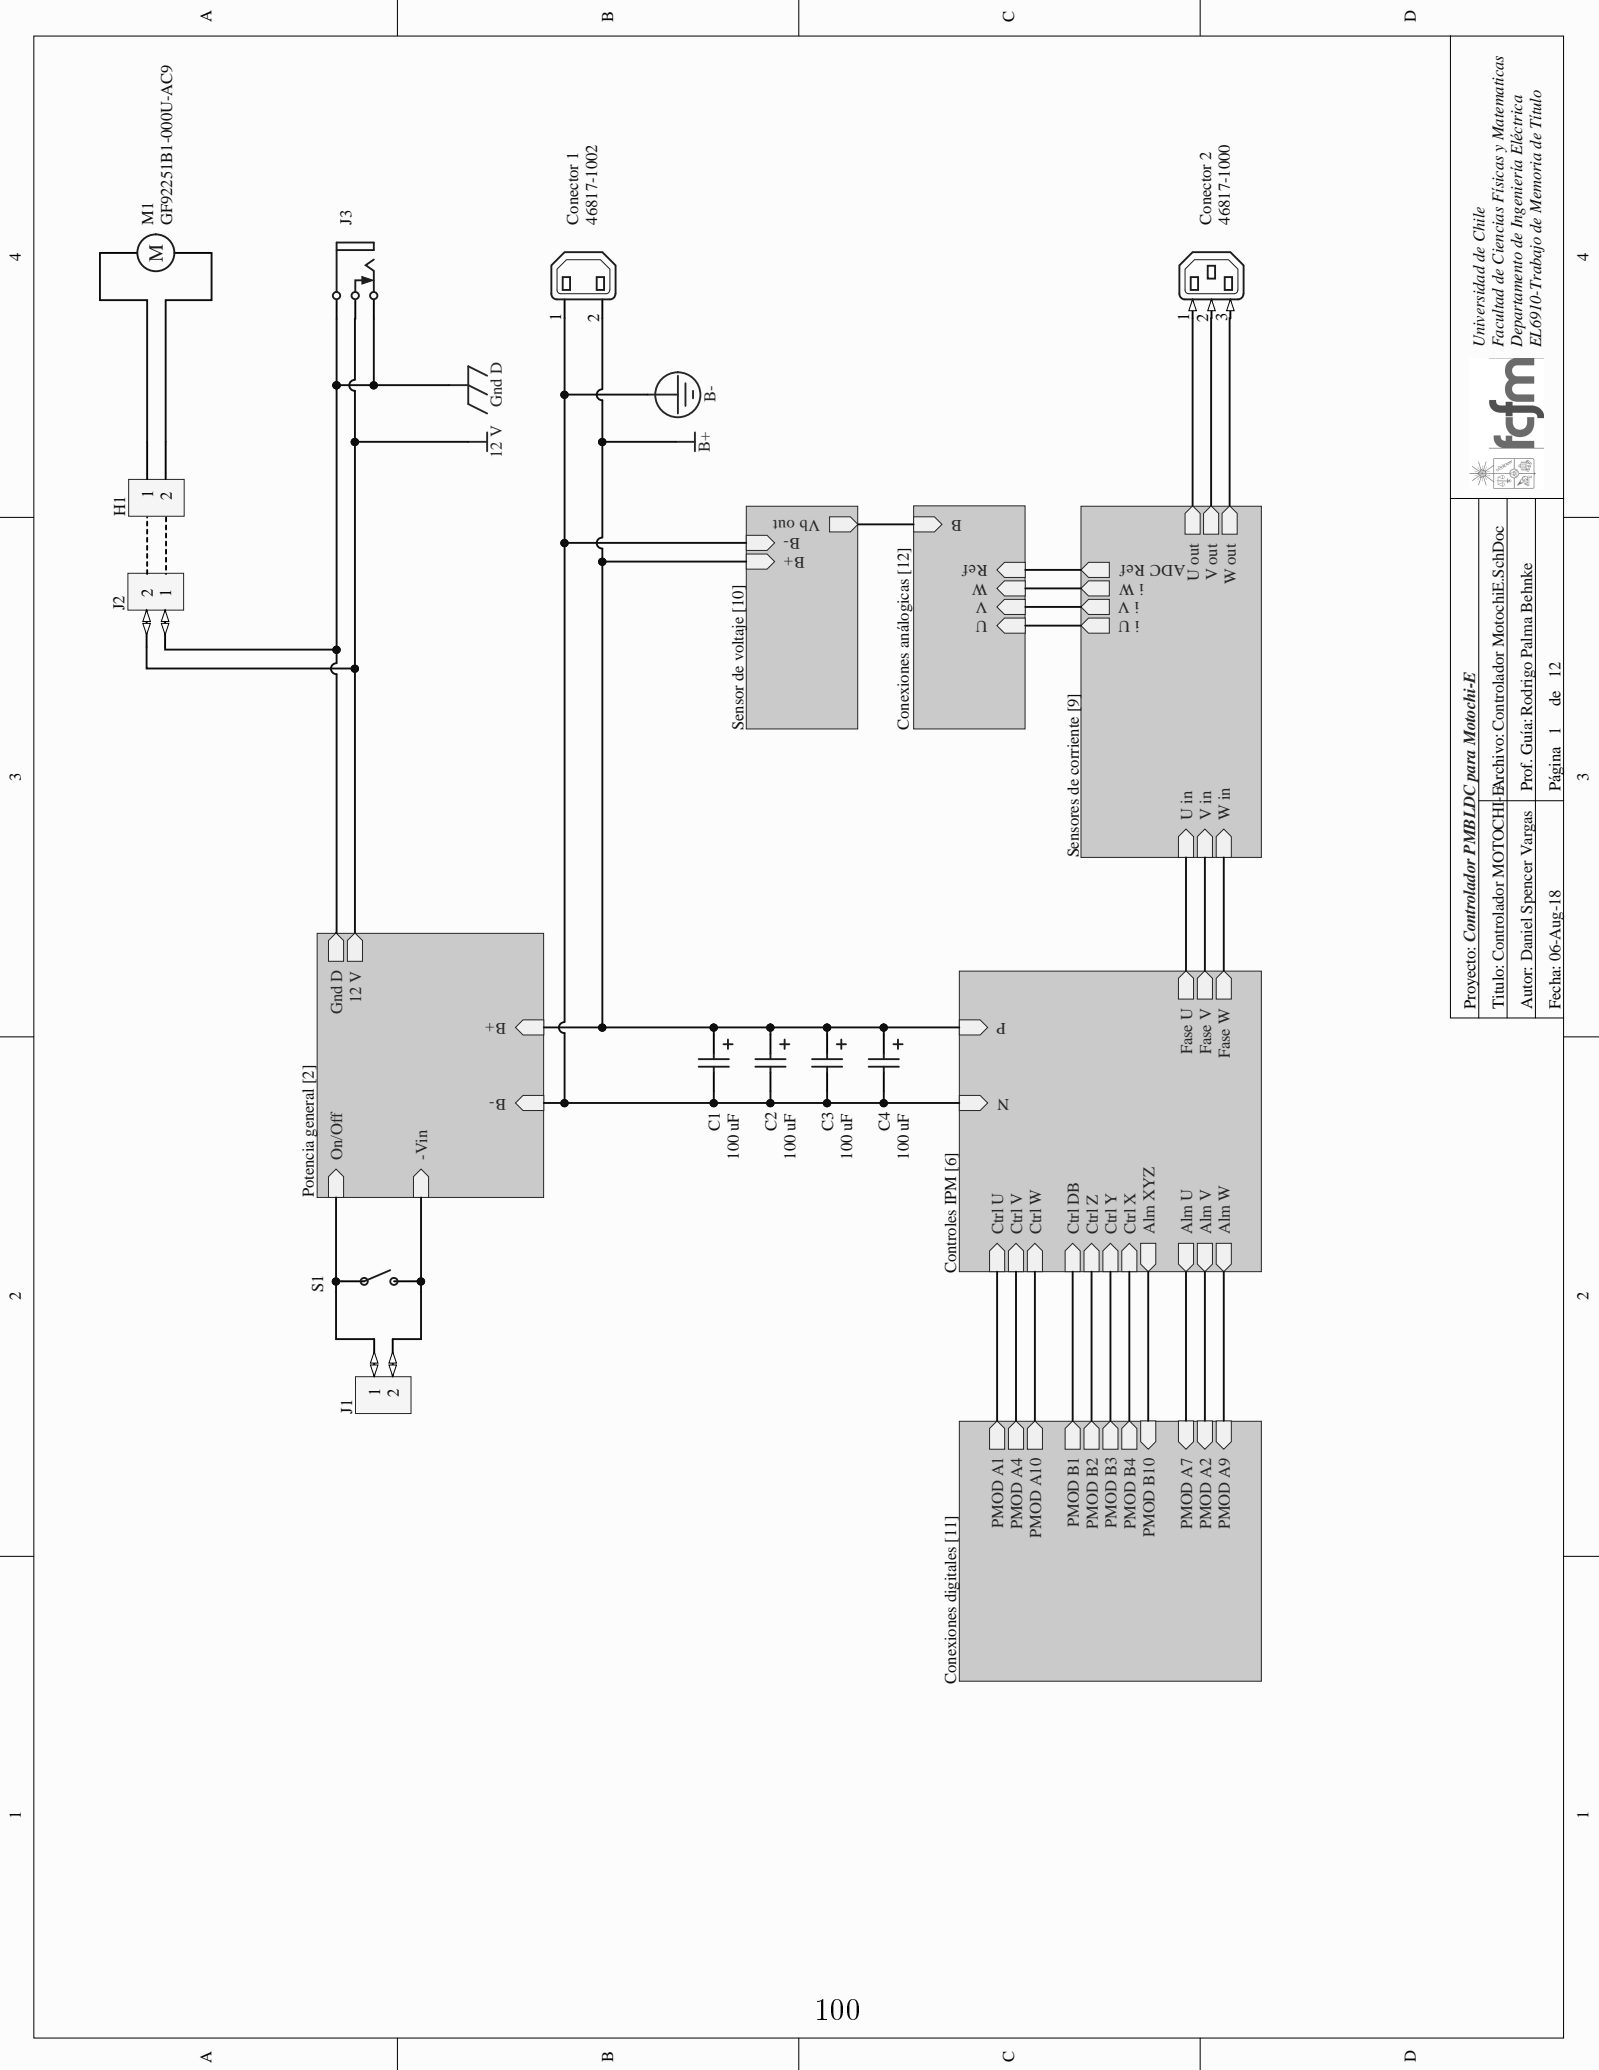 A
B
C
D
4
3
2
1
M1
GF92251B1-000U-AC9
M
H1
1
2
J2
2
1
J3
Gnd D
12 V
Potencia general [2]
On/Off
-Vin
Gnd D
12 V
B+
B-
S1
J1
1
2
Conector 1
46817-1002
1
2
B-
B+
C1
100 uF
+
C2
100 uF
+
C3
100 uF
+
C4
100 uF
+
Sensor de voltaje [10]
Vb out
B-
B+
Conexiones análogicas [12]
B
Ref
W
V
U
Sensores de corriente [9]
ADC Ref
i W
i V
i U
U in
V in
W in
U out
V out
W out
Conector 2
46817-1000
1
2
3
Controles IPM [6]
P
N
Ctrl U
Ctrl V
Ctrl W
Ctrl DB
Ctrl Z
Ctrl Y
Ctrl X
Alm XYZ
Alm U
Alm V
Alm W
Fase U
Fase V
Fase W
Conexiones digitales [11]
PMOD A1
PMOD A4
PMOD A10
PMOD B1
PMOD B2
PMOD B3
PMOD B4
PMOD B10
PMOD A7
PMOD A2
PMOD A9
Proyecto: Controlador PMBLDC para Motochi-E
Titulo: Controlador MOTOCHI-E
Archivo: Controlador MotochiE.SchDoc
Autor: Daniel Spencer Vargas
Prof. Guía: Rodrigo Palma Behnke
Fecha: 06-Aug-18
Página 1 de 12
fcfm
Universidad de Chile
Facultad de Ciencias Físicas y Matematicas
Departamento de Ingeniería Eléctrica
EL6910-Trabajo de Memoria de Título
4
3
2
1
A
B
C
D
100